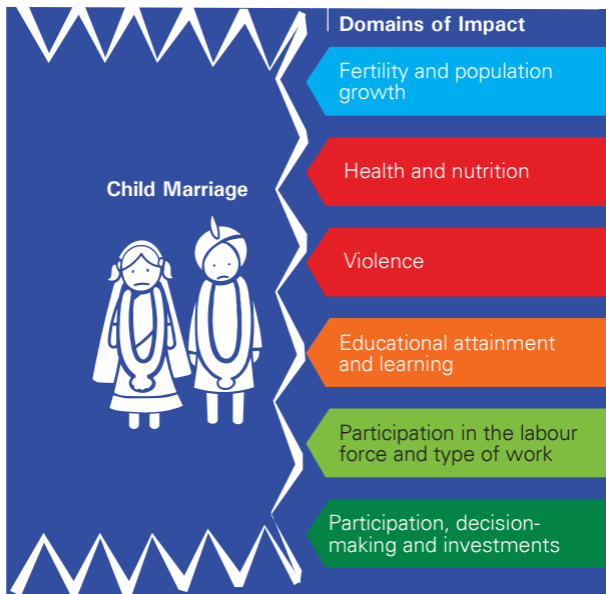 Domains of Impact
Fertility and population
growth
Health and nutrition
Child Marriage
Violence
Educational attainment
and learning
Participation in the labour
force and type of work
Participation, decision-
making and investments